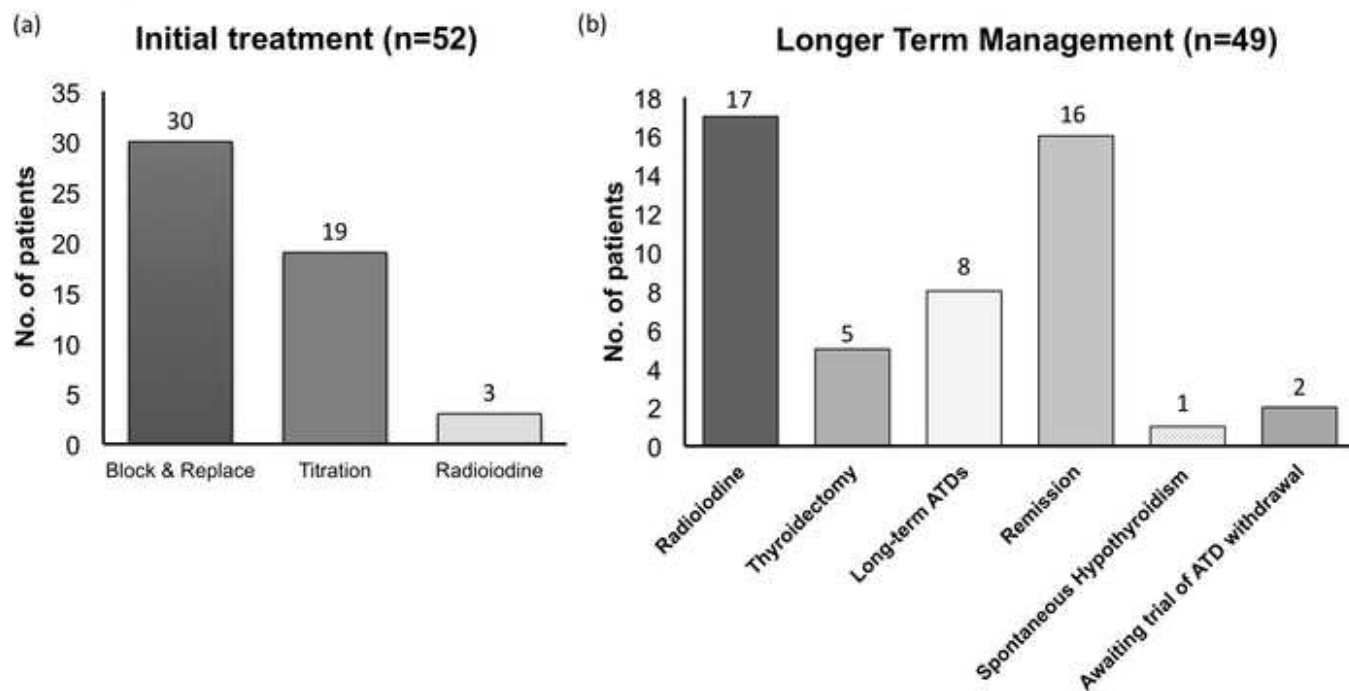 (a)
Initial treatment (n=52)
No. of patients
35
30
25
20
15
10
5
0
30
19
3
Block & Replace
Titration
Radioiodine
(b)
Longer Term Management (n=49)
No. of patients
18
16
14
12
10
8
6
4
2
0
17
5
8
16
1
2
Radioiodine
Thyroidectomy
Long-term ATDs
Remission
Spontaneous Hypothyroidism
Awaiting trial of ATD withdrawal